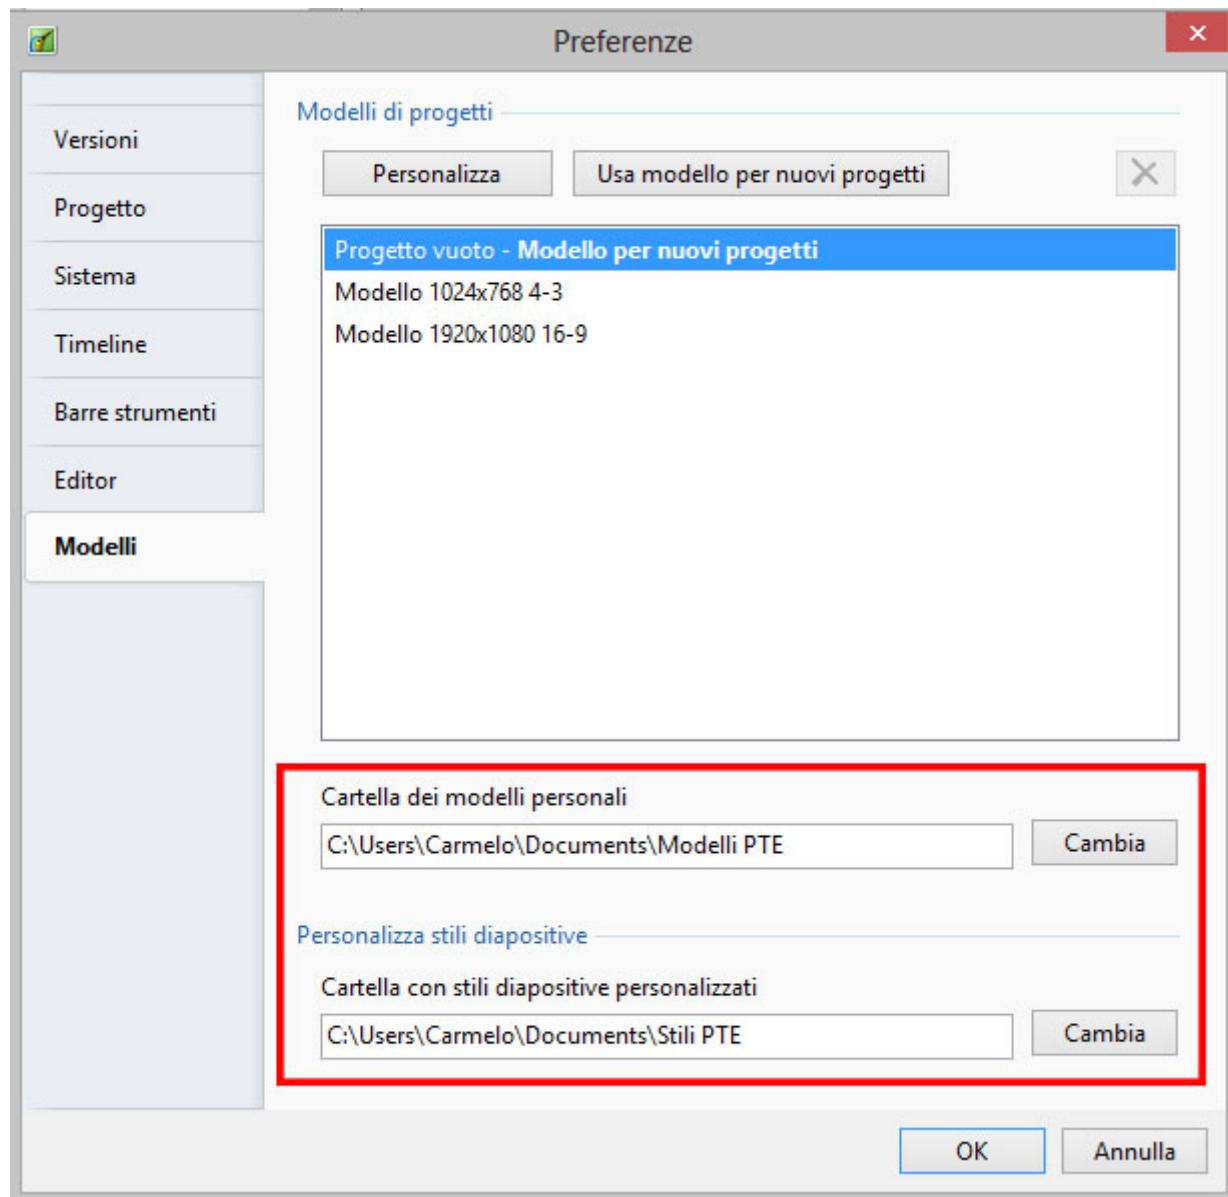 Preferenze
Versioni
Progetto
Sistema
Timeline
Barre strumenti
Editor
Modelli
Modelli di progetti
Personalizza
Usa modello per nuovi progetti
Progetto vuoto - Modello per nuovi progetti
Modello 1024x768 4-3
Modello 1920x1080 16-9
Cartella dei modelli personali
C:\Users\Carmelo\Documents\Modelli PTE
Cambia
Personalizza stili diapositive
Cartella con stili diapositive personalizzati
C:\Users\Carmelo\Documents\Stili PTE
Cambia
OK
Annulla